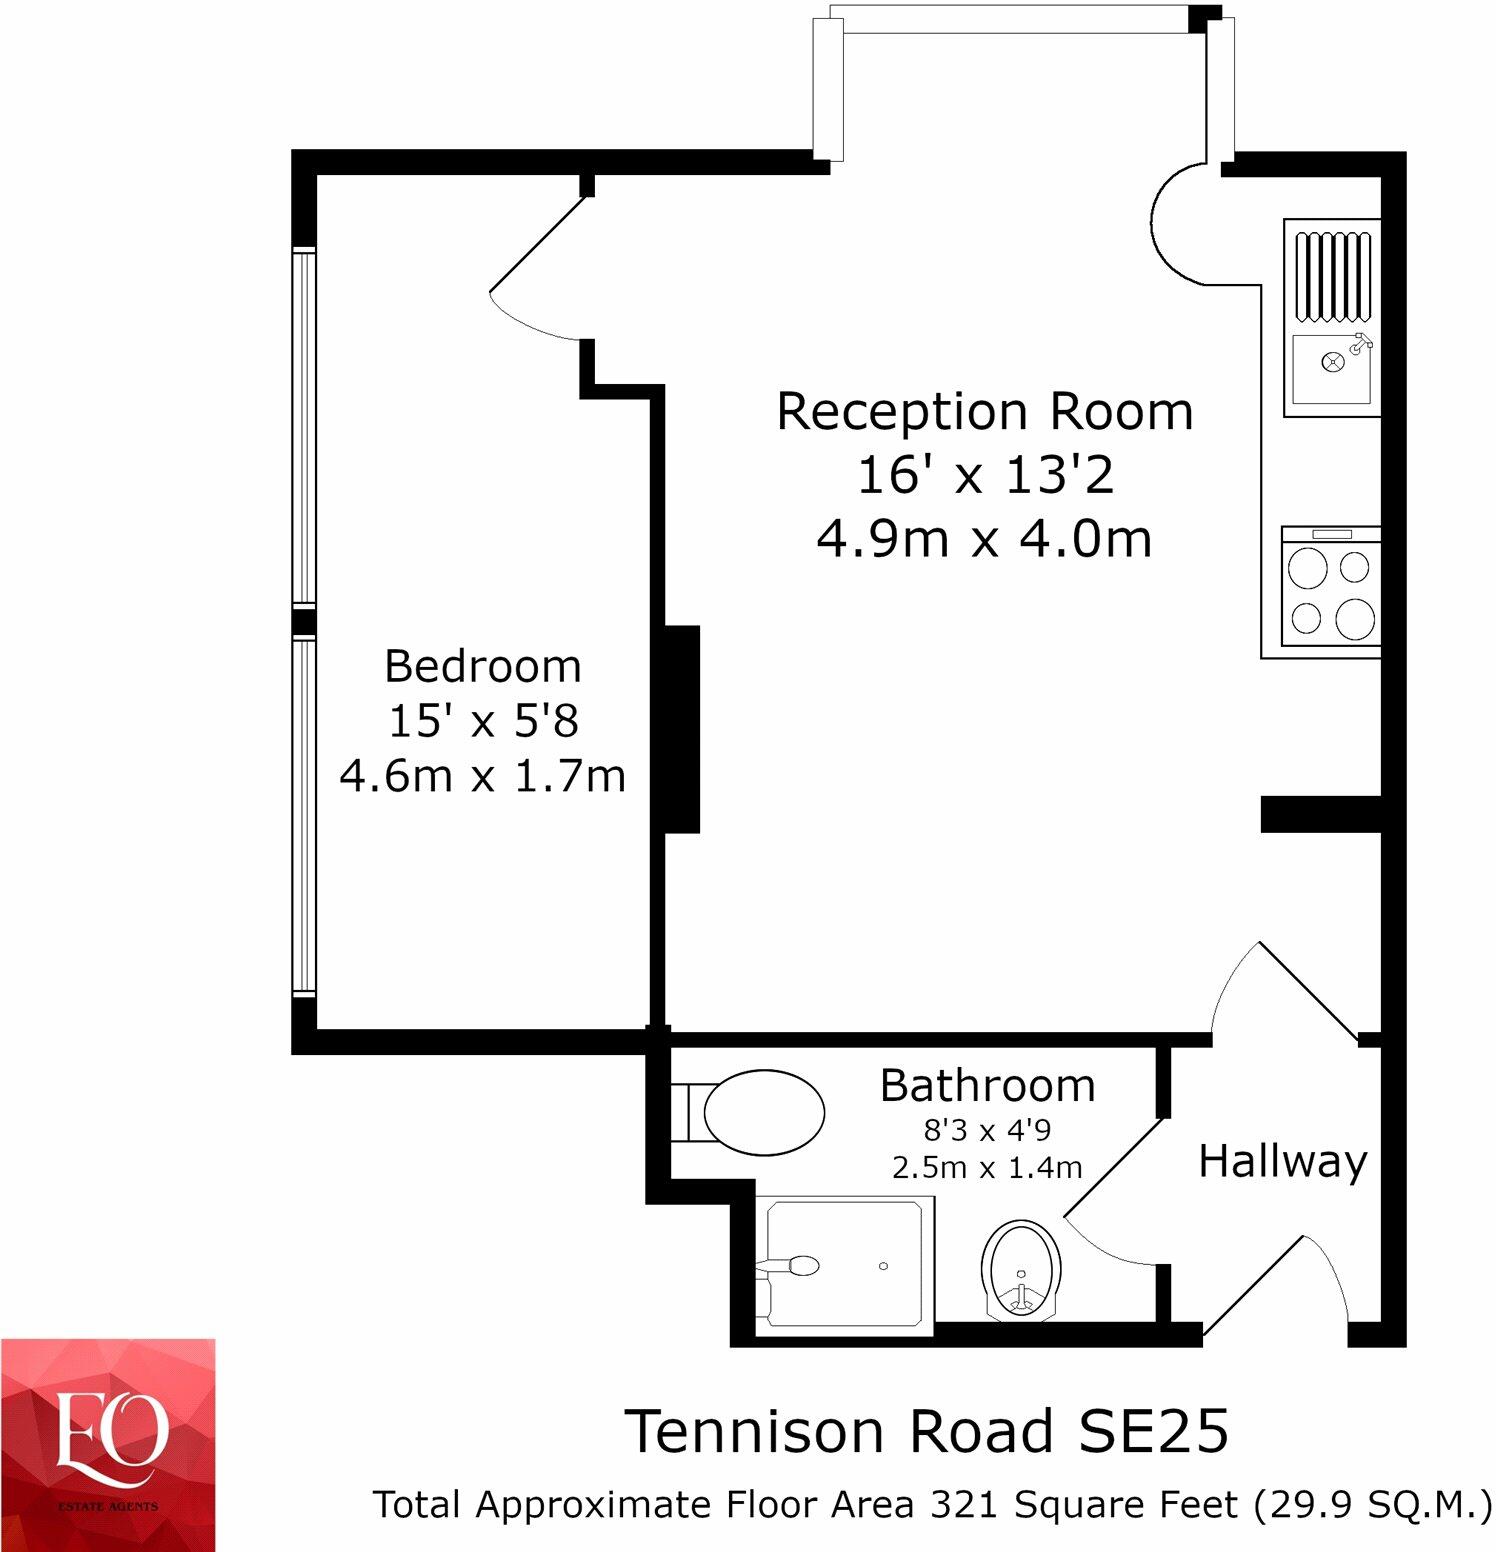 Reception Room
16' x 13'2
4.9m x 4.0m
Bedroom
15' x 5'8
4.6m x 1.7m
Bathroom
8'3 x 4'9
2.5m x 1.4m
Hallway
EO
ESTATE AGENTS
Tennison Road SE25
Total Approximate Floor Area 321 Square Feet (29.9 SQ.M.)